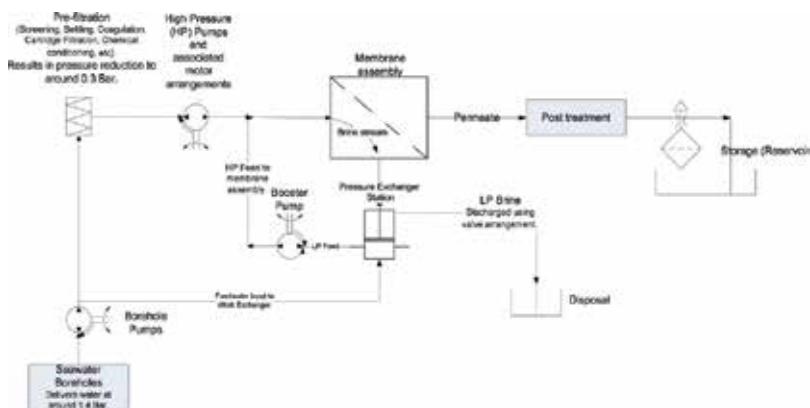 Pre-filtration
(Screening, Settling, Coagulation,
Cartridge Filtration, Chemical
conditioning, etc)
Results in pressure reduction to
around 0.3 Bar.
High Pressure
(HP) Pumps
and
associated
motor
arrangements
Membrane
assembly
Brine stream
Permeate
Post treatment
Storage (Reservoir
HP Feed to
membrane
assembly
Booster
Pump
Pressure Exchanger
Station
LP Feed
LP Brine
Discharged using
valve arrangement.
Disposal
Feedwater
Exchanger
Borehole
Pumps
Seawater
Boreholes
Delivers water at
around 1.4 Bar.